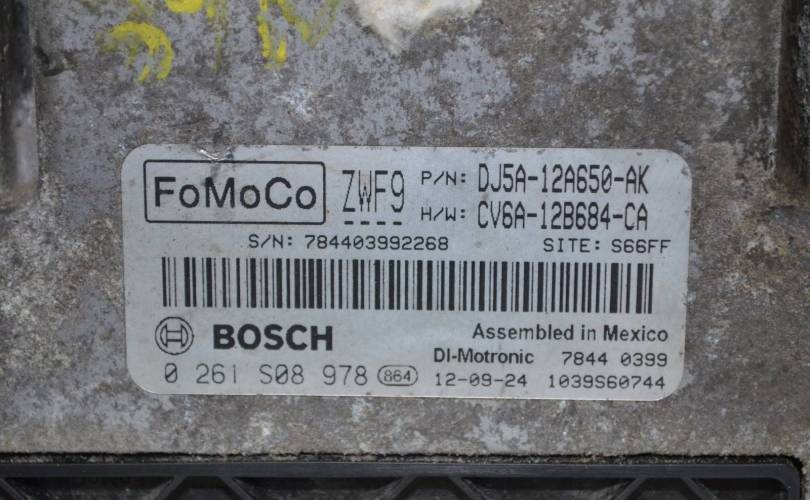 FoMoCo ZWF9 P/N: DJ5A-12A650-AK
H/W: CV6A-12B684-CA
S/N: 784403992268 SITE: S66FF
BOSCH Assembled in Mexico
DI-Motronic 7844 0399
0 261 S08 978 864 12-09-24 1039S60744